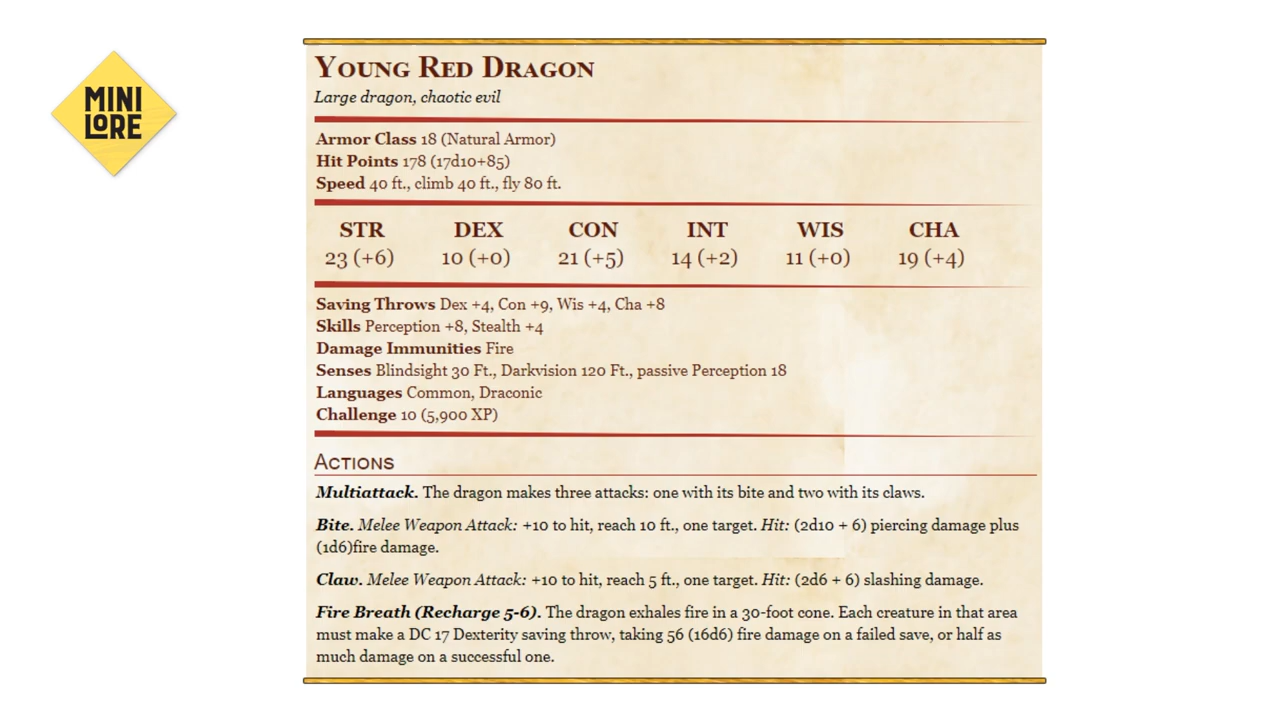 MINI
LORE
Young Red Dragon
Large dragon, chaotic evil
Armor Class 18 (Natural Armor)
Hit Points 178 (17d10+85)
Speed 40 ft., climb 40 ft., fly 80 ft.
STR DEX CON INT WIS CHA
23 (+6) 10 (+0) 21 (+5) 14 (+2) 11 (+0) 19 (+4)
Saving Throws Dex +4, Con +9, Wis +4, Cha +8
Skills Perception +8, Stealth +4
Damage Immunities Fire
Senses Blindsight 30 Ft., Darkvision 120 Ft., passive Perception 18
Languages Common, Draconic
Challenge 10 (5,900 XP)
Actions
Multiattack. The dragon makes three attacks: one with its bite and two with its claws.
Bite. Melee Weapon Attack: +10 to hit, reach 10 ft., one target. Hit: (2d10 + 6) piercing damage plus
(1d6)fire damage.
Claw. Melee Weapon Attack: +10 to hit, reach 5 ft., one target. Hit: (2d6 + 6) slashing damage.
Fire Breath (Recharge 5-6). The dragon exhales fire in a 30-foot cone. Each creature in that area
must make a DC 17 Dexterity saving throw, taking 56 (16d6) fire damage on a failed save, or half as
much damage on a successful one.